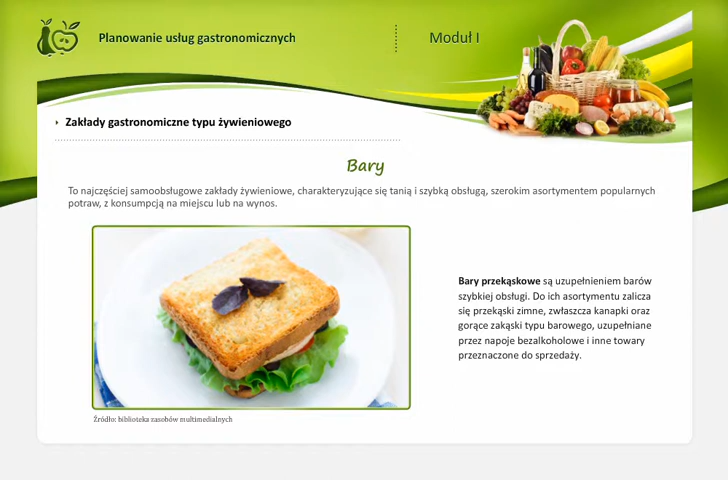 Planowanie usług gastronomicznych
Moduł I
Zakłady gastronomiczne typu żywieniowego
Bary
To najczęściej samoobsługowe zakłady żywieniowe, charakteryzujące się tanią i szybką obsługą, szerokim asortymentem popularnych
potraw, z konsumpcją na miejscu lub na wynos.
Bary przekąskowe są uzupełnieniem barów
szybkiej obsługi. Do ich asortymentu zalicza
się przekąski zimne, zwłaszcza kanapki oraz
gorące zakąski typu barowego, uzupełniane
przez napoje bezalkoholowe i inne towary
przeznaczone do sprzedaży.
Źródło: biblioteka zasobów multimedialnych